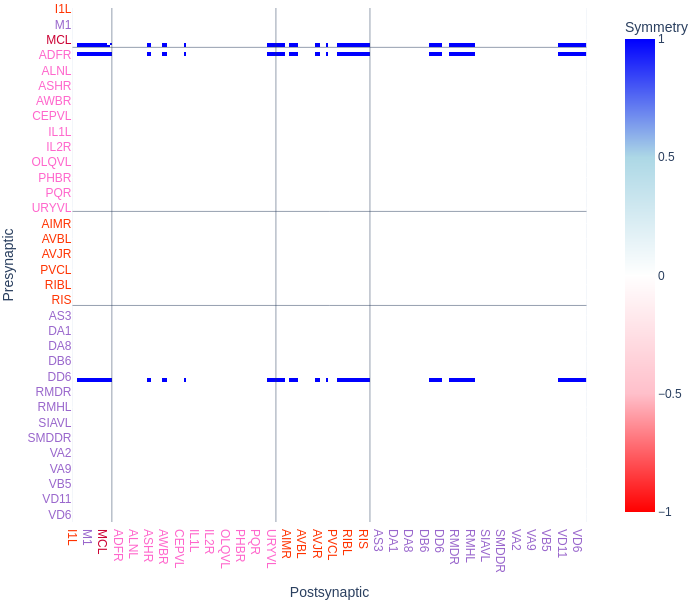 I1L
M1
MCL
ADFR
ALNL
ASHR
AWBR
CEPVL
IL1L
IL2R
OLQVL
PHBR
PQR
URYVL
AIMR
AVBL
AVJR
PVCL
RIBL
RIS
AS3
DA1
DA8
DB6
DD6
RMDR
RMHL
SIAVL
SMDDR
VA2
VA9
VB5
VD11
VD6
Presynaptic
I1L
M1
MCL
ADFR
ALNL
ASHR
AWBR
CEPVL
IL1L
IL2R
OLQVL
PHBR
PQR
URYVL
AIMR
AVBL
AVJR
PVCL
RIBL
RIS
AS3
DA1
DA8
DB6
DD6
RMDR
RMHL
SIAVL
SMDDR
VA2
VA9
VB5
VD11
VD6
Postsynaptic
Symmetry
1
0.5
0
−0.5
−1